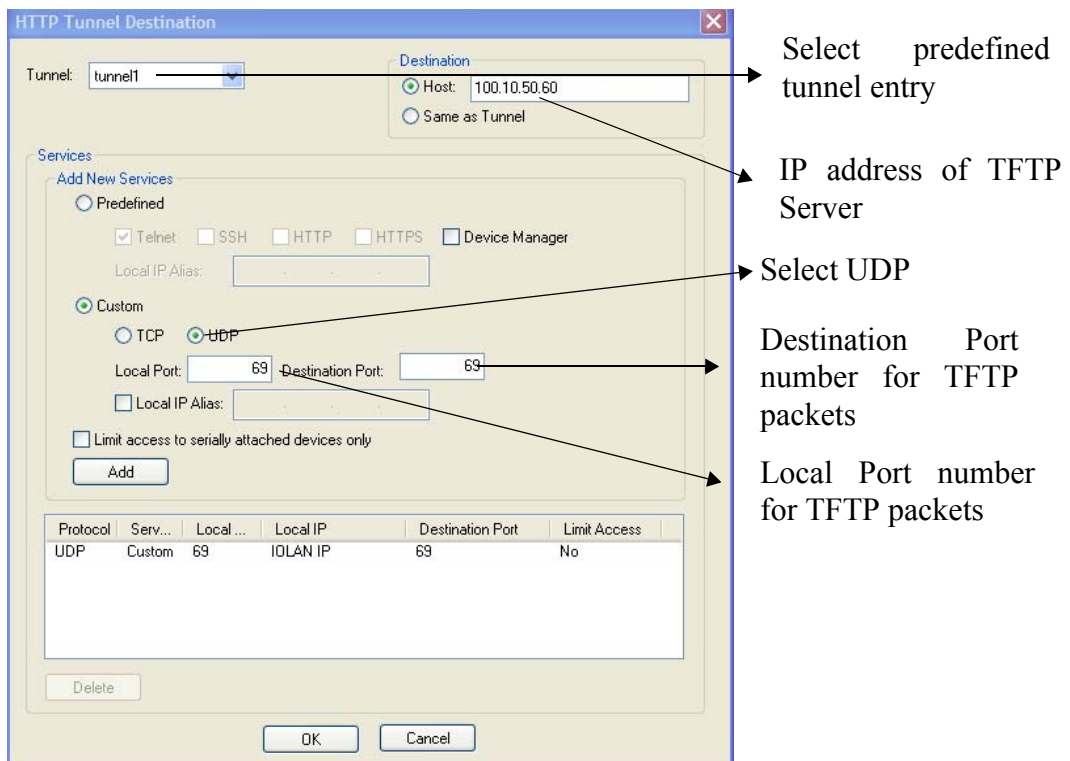 HTTP Tunnel Destination
Tunnel: tunnel1
Destination
Host: 100.10.50.60
Same as Tunnel
Services
Add New Services
Predefined
Telnet SSH HTTP HTTPS Device Manager
Local IP Alias:
Custom
TCP UDP
Local Port: 69 Destination Port: 69
Local IP Alias:
Limit access to serially attached devices only
Add
Protocol Serv... Local ... Local IP Destination Port Limit Access
UDP Custom 69 IOLAN IP 69 No
Delete
OK Cancel
Select predefined
tunnel entry
IP address of TFTP
Server
Select UDP
Destination Port
number for TFTP
packets
Local Port number
for TFTP packets